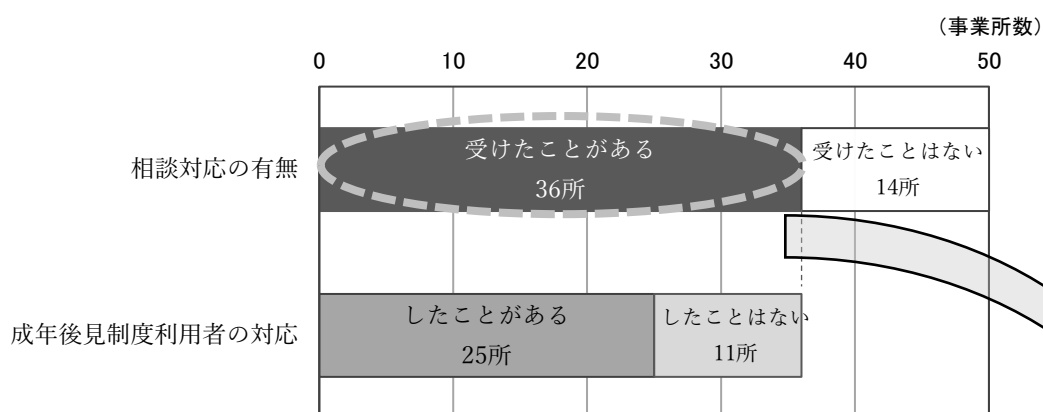 （事業所数）
0 10 20 30 40 50
相談対応の有無
受けたことがある
36所
受けたことはない
14所
成年後見制度利用者の対応
したことがある
25所
したことはない
11所